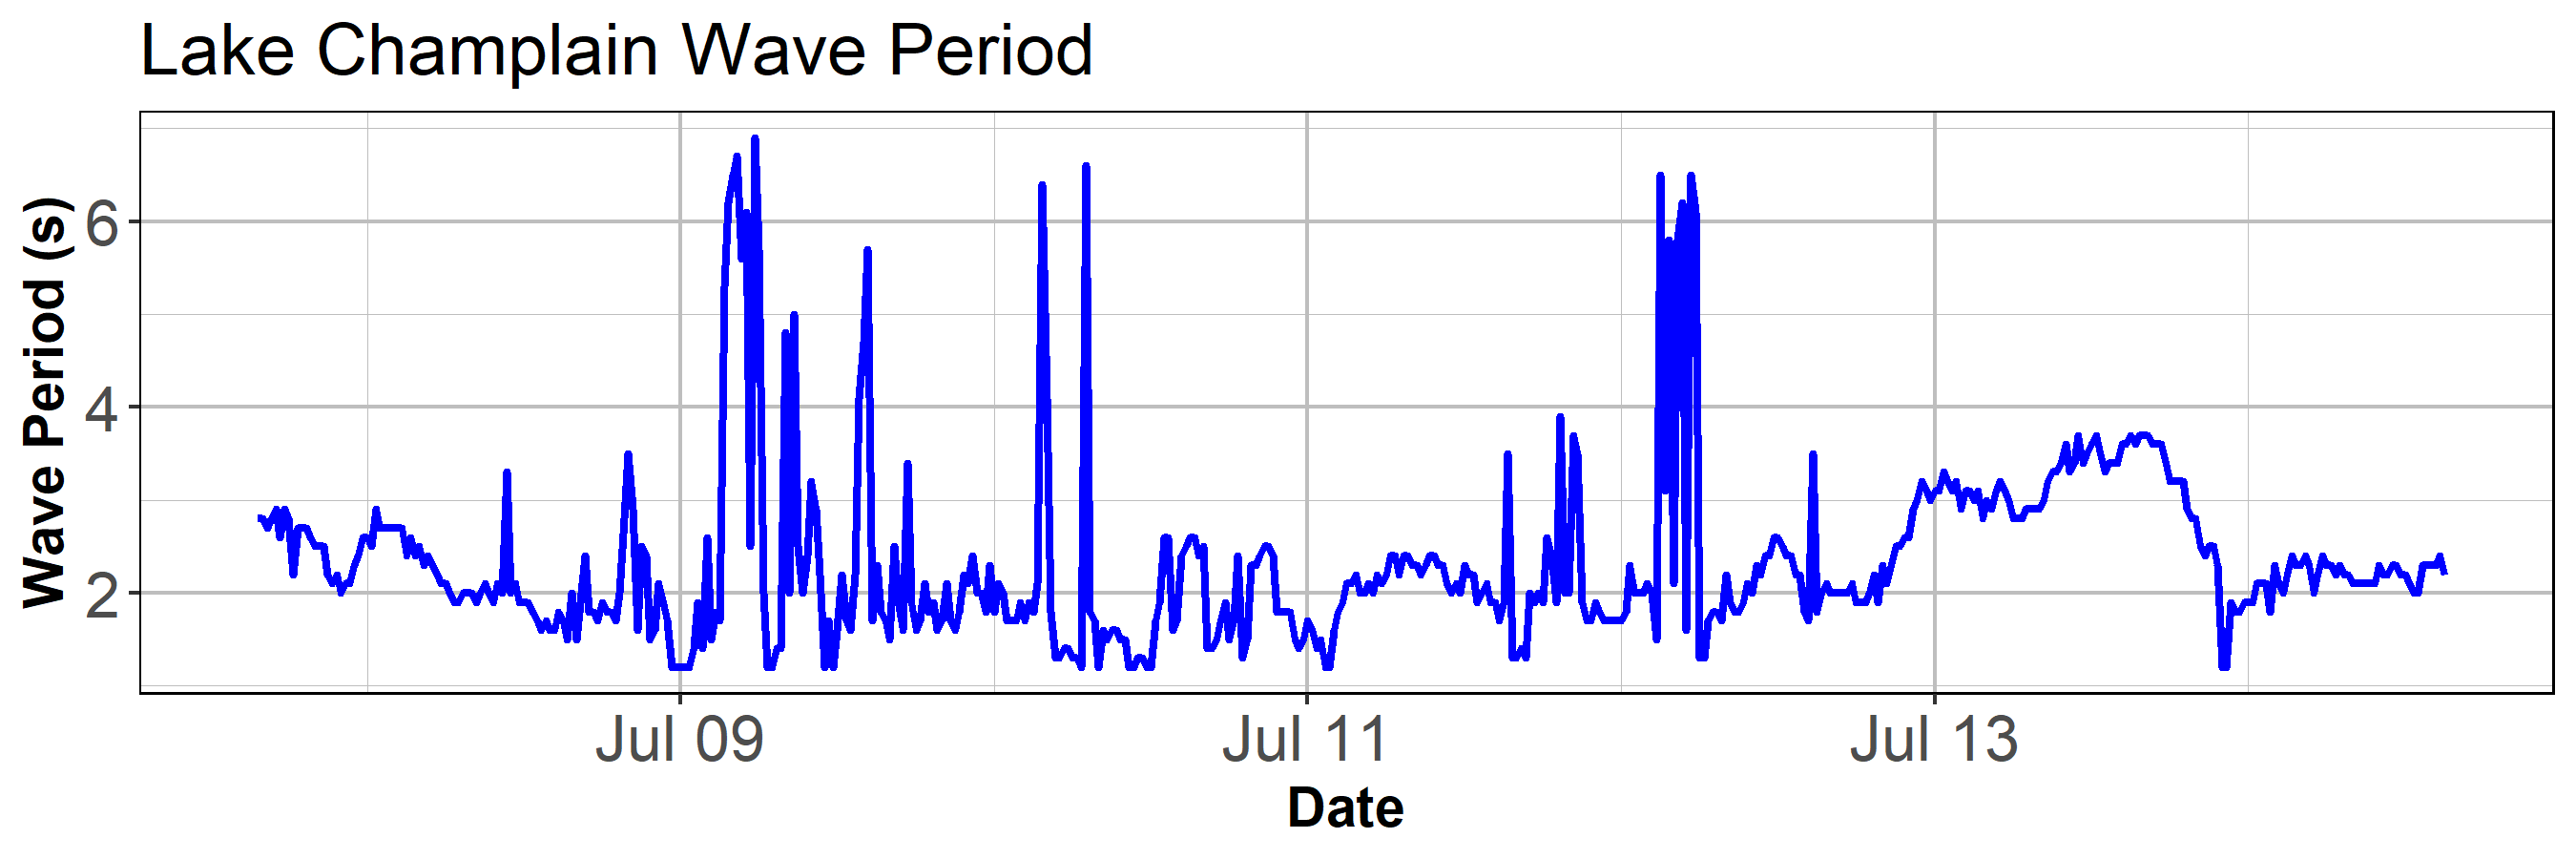 Lake Champlain Wave Period
Wave Period (s)
6
4
2
Jul 09
Jul 11
Jul 13
Date